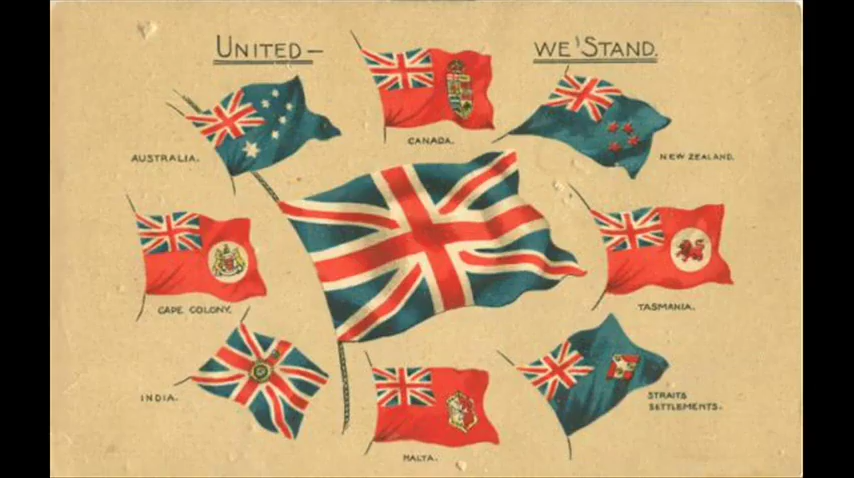 UNITED —
WE STAND.
CANADA.
AUSTRALIA.
NEW ZEALAND.
CAPE COLONY.
TASMANIA.
INDIA.
MALTA.
STRAITS
SETTLEMENTS.